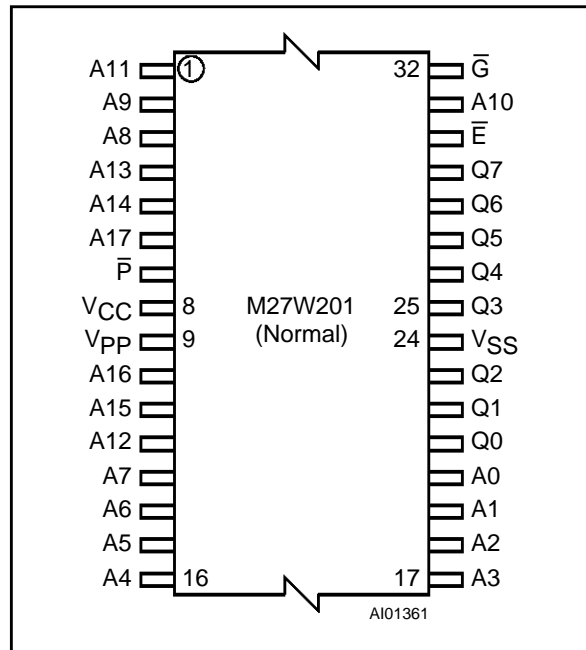 A11 1 32 G̅
A9 A10
A8 E̅
A13 Q7
A14 Q6
A17 Q5
P̅ Q4
VCC 8 M27W201 25 Q3
VPP 9 (Normal) 24 VSS
A16 Q2
A15 Q1
A12 Q0
A7 A0
A6 A1
A5 A2
A4 16 17 A3
AI01361